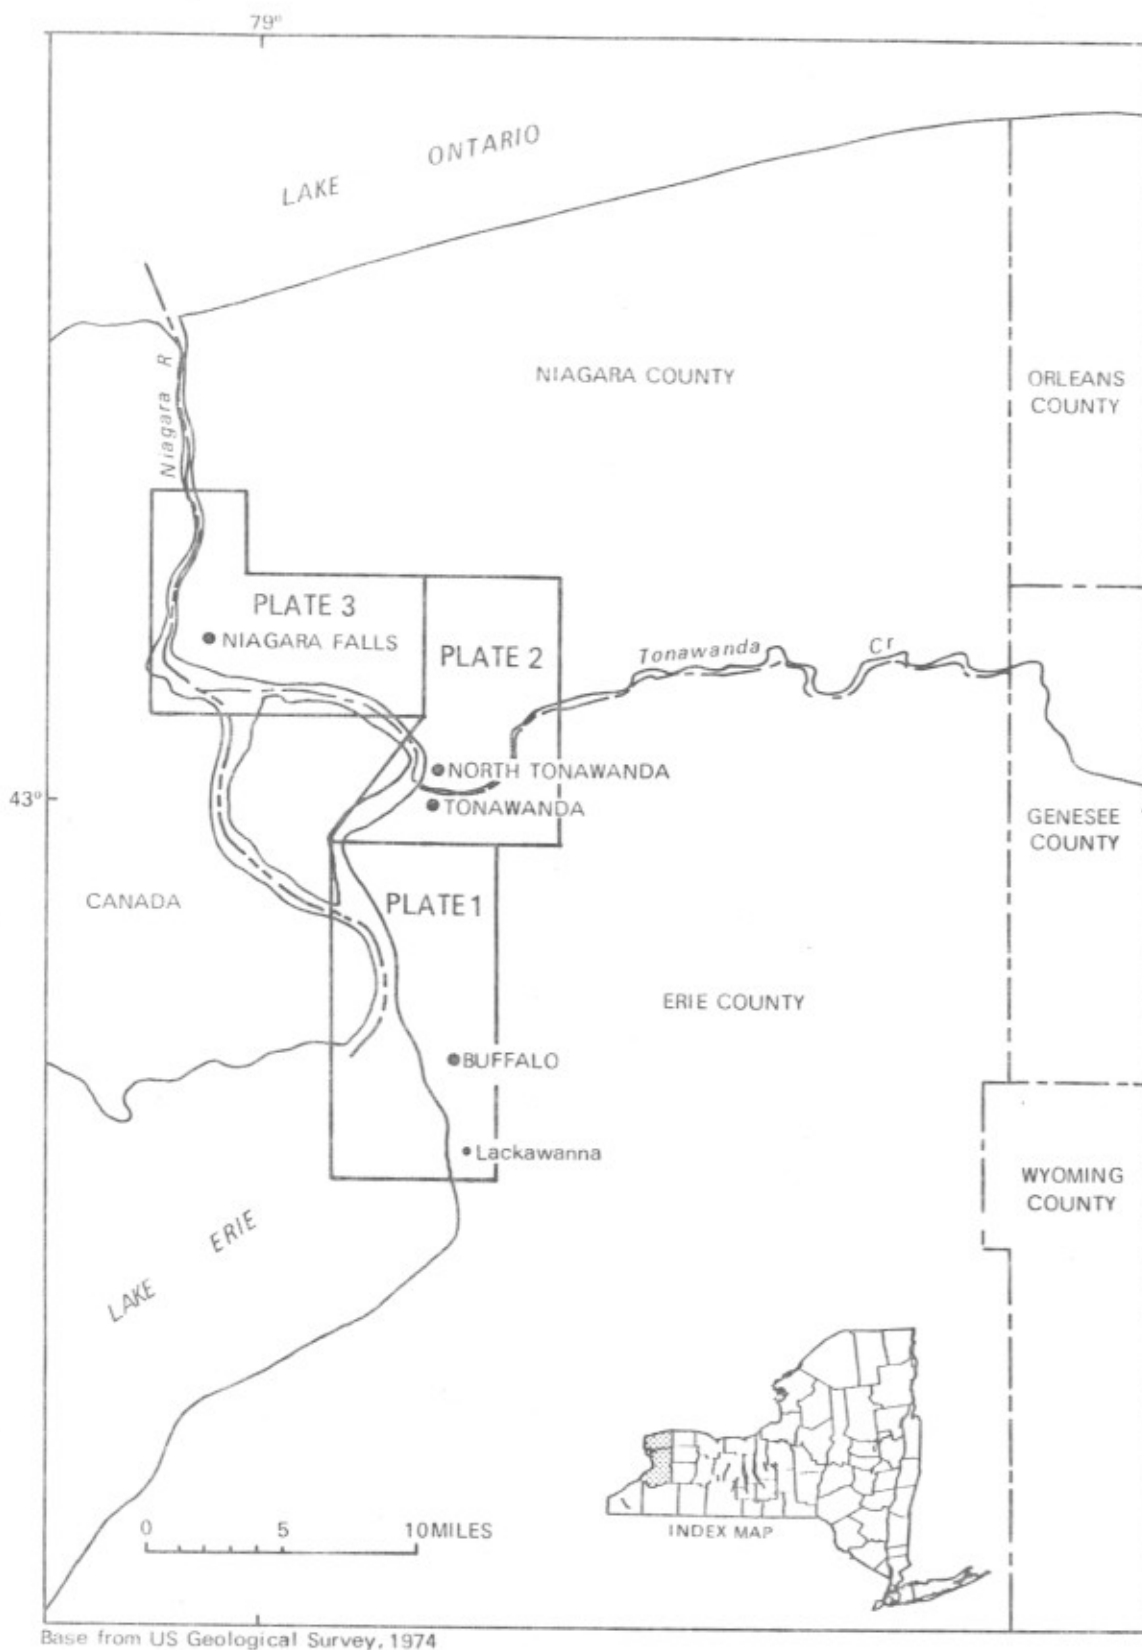 79°
LAKE ONTARIO
Niagara R
NIAGARA COUNTY
ORLEANS
COUNTY
PLATE 3
NIAGARA FALLS
PLATE 2
Tonawanda Cr
NORTH TONAWANDA
43°
TONAWANDA
GENESEE
COUNTY
CANADA
PLATE 1
ERIE COUNTY
BUFFALO
Lackawanna
WYOMING
COUNTY
LAKE ERIE
0 5 10 MILES
INDEX MAP
Base from US Geological Survey, 1974